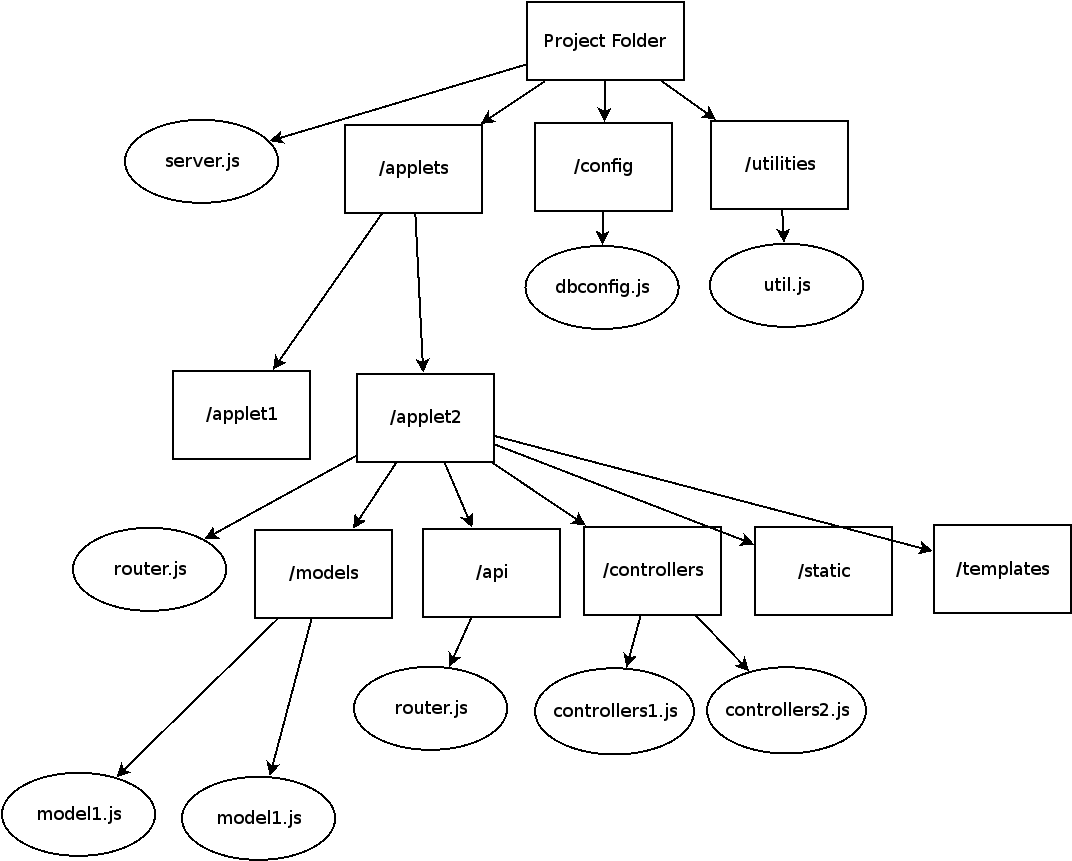 Project Folder
server.js
/applets
/config
/utilities
dbconfig.js
util.js
/applet1
/applet2
router.js
/models
/api
/controllers
/static
/templates
router.js
controllers1.js
controllers2.js
model1.js
model1.js